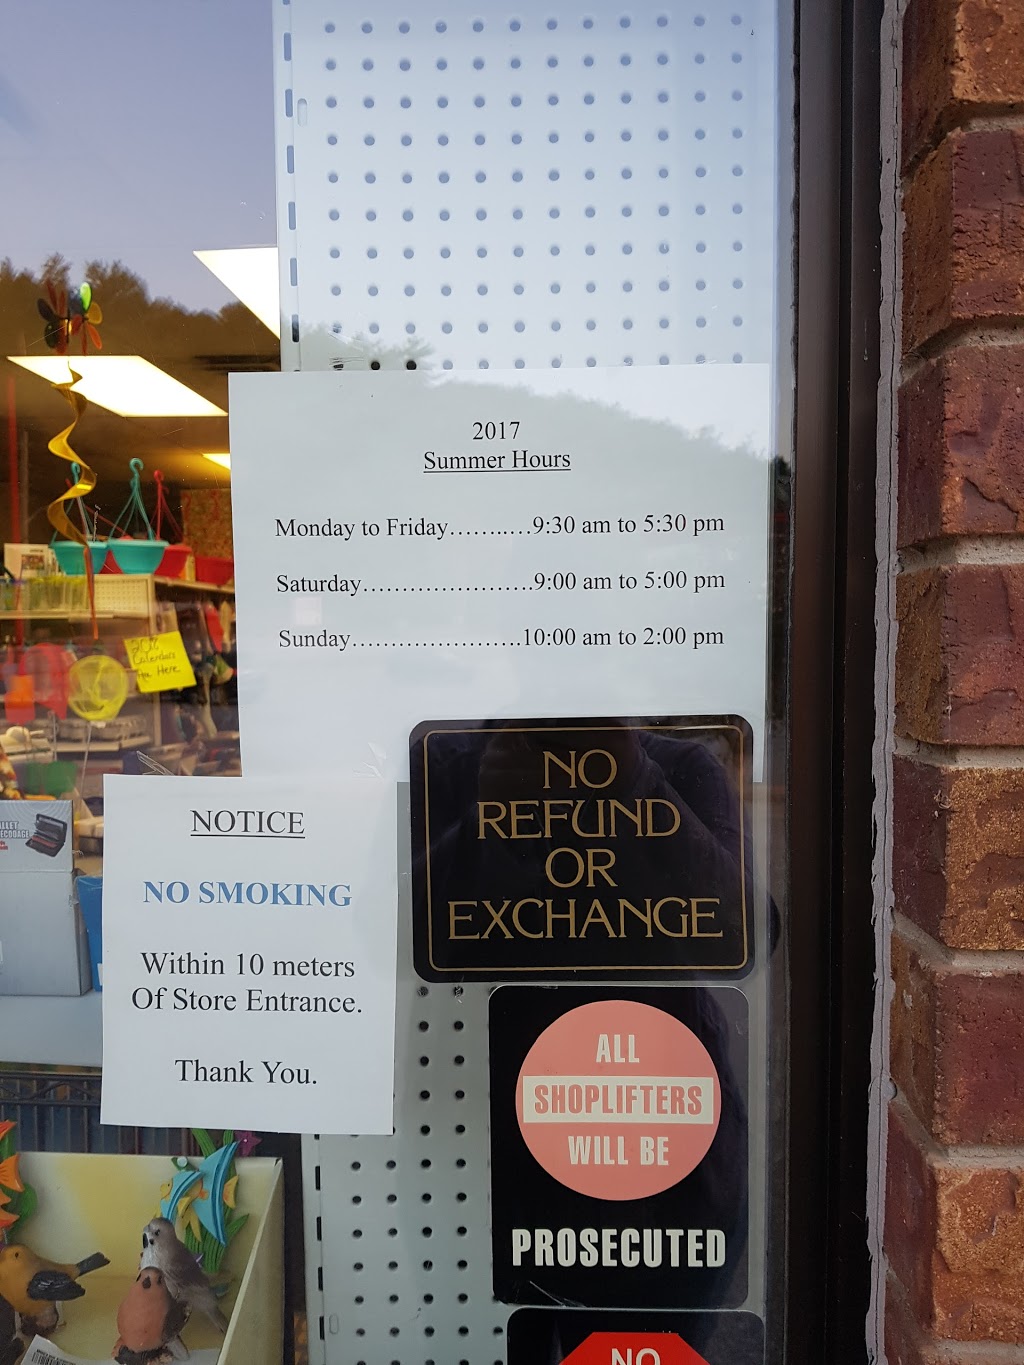 2017
Summer Hours
Monday to Friday……..…9:30 am to 5:30 pm
Saturday…………………….9:00 am to 5:00 pm
Sunday………………….10:00 am to 2:00 pm
NOTICE
NO SMOKING
Within 10 meters
Of Store Entrance.
Thank You.
NO
REFUND
OR
EXCHANGE
ALL
SHOPLIFTERS
WILL BE
PROSECUTED
NO
Calendars
Here